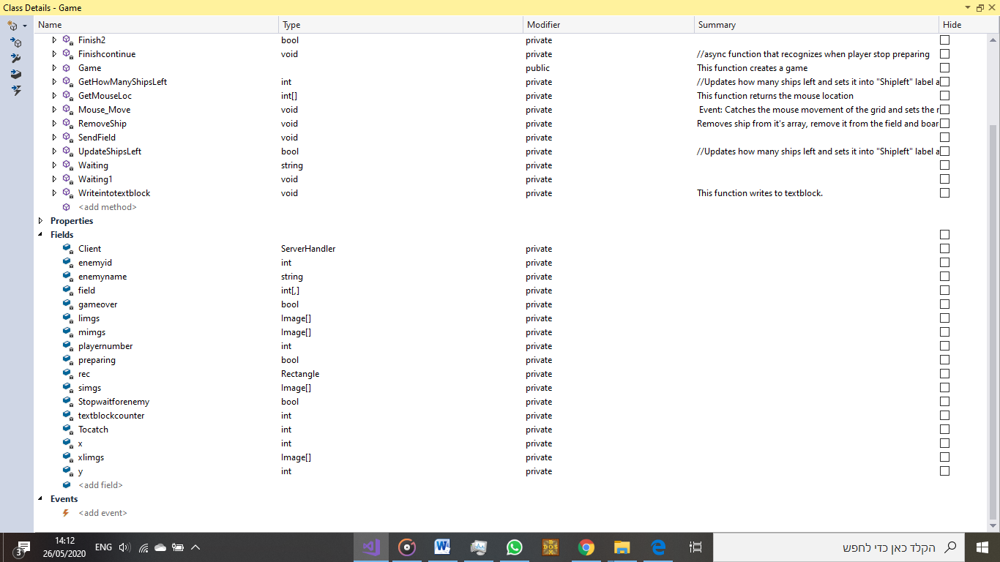 Class Details - Game
Name Type Modifier Summary Hide
Finish2 bool private
Finishcontinue void private //async function that recognizes when player stop preparing
Game public This function creates a game
GetHowManyShipsLeft int private //Updates how many ships left and sets it into "Shipleft" label a
GetMouseLoc int[] private This function returns the mouse location
Mouse_Move void private Event: Catches the mouse movement of the grid and sets the r
RemoveShip void private Removes ship from it's array, remove it from the field and boar
SendField void private
UpdateShipsLeft bool private //Updates how many ships left and sets it into "Shipleft" label a
Waiting string private
Waiting1 void private
Writeintotextblock void private This function writes to textblock.
<add method>
Properties
Fields
Client ServerHandler private
enemyid int private
enemyname string private
field int[,] private
gameover bool private
limgs Image[] private
mimgs Image[] private
playernumber int private
preparing bool private
rec Rectangle private
simgs Image[] private
Stopwaitforenemy bool private
textblockcounter int private
Tocatch int private
x int private
xlimgs Image[] private
y int private
<add field>
Events
<add event>
3 14:12 ENG הקלד כאן כדי לחפש
26/05/2020